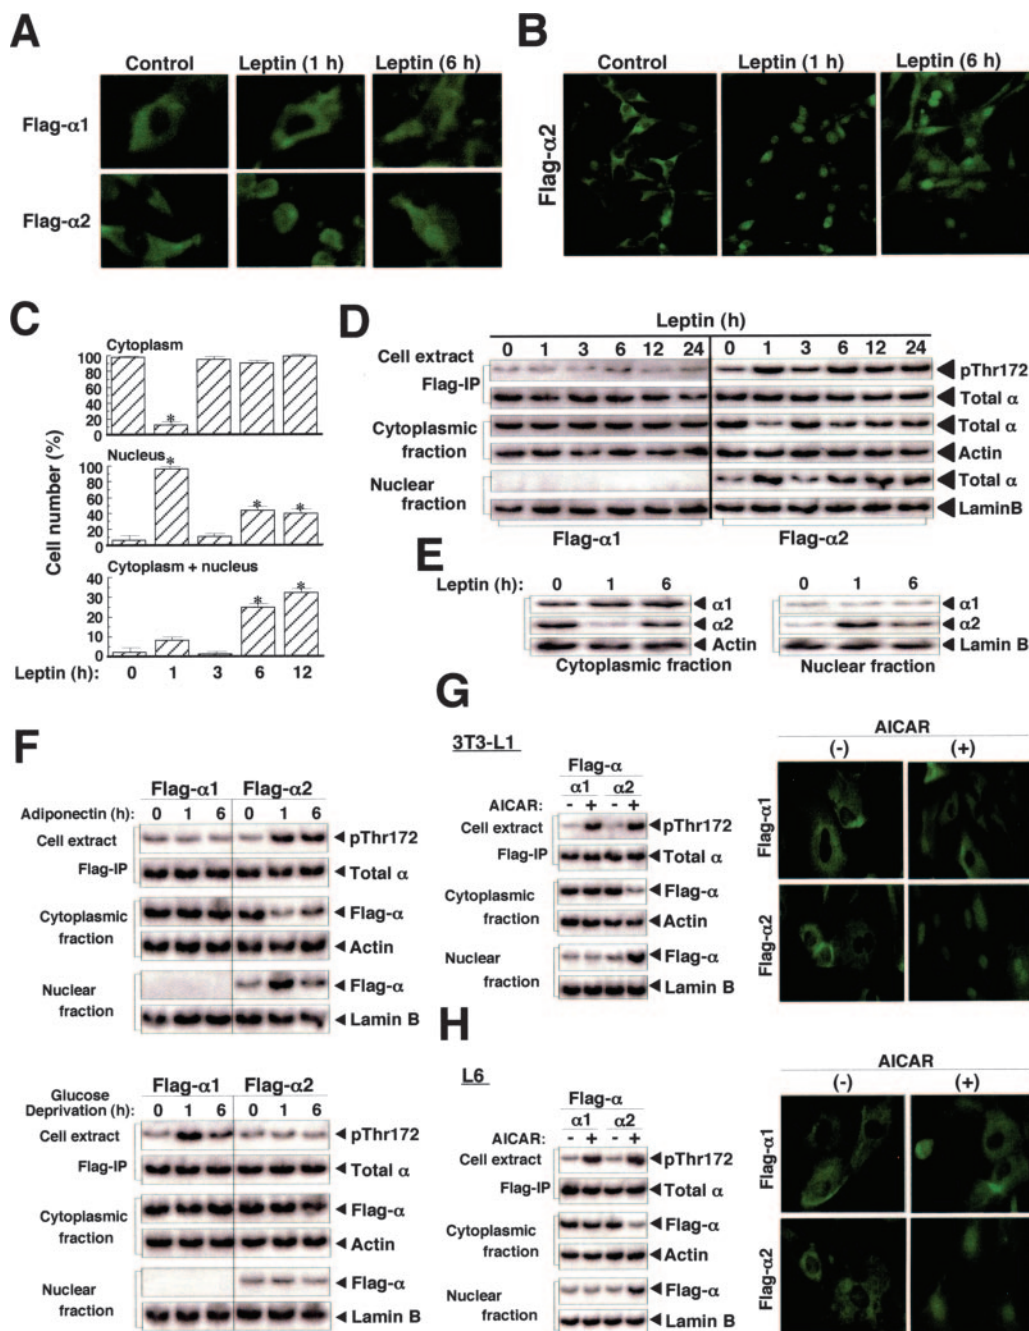 A
Control Leptin (1 h) Leptin (6 h)
Flag-α1
Flag-α2
B
Control Leptin (1 h) Leptin (6 h)
Flag-α2
C
Cytoplasm
100
80
60
40
20
0
Nucleus
100
80
60
40
20
0
Cytoplasm + nucleus
40
30
20
10
0
Cell number (%)
* * * * * *
Leptin (h): 0 1 3 6 12
D
Leptin (h)
0 1 3 6 12 24 0 1 3 6 12 24
Cell extract
Flag-IP
pThr172
Total α
Cytoplasmic
fraction
Total α
Actin
Nuclear
fraction
Total α
LaminB
Flag-α1 Flag-α2
E
Leptin (h): 0 1 6 0 1 6
α1
α2
Actin
Cytoplasmic fraction
α1
α2
Lamin B
Nuclear fraction
F
Flag-α1 Flag-α2
Adiponectin (h): 0 1 6 0 1 6
Cell extract pThr172
Flag-IP Total α
Cytoplasmic
fraction
Flag-α
Actin
Nuclear
fraction
Flag-α
Lamin B
Flag-α1 Flag-α2
Glucose
Deprivation (h): 0 1 6 0 1 6
Cell extract pThr172
Flag-IP Total α
Cytoplasmic
fraction
Flag-α
Actin
Nuclear
fraction
Flag-α
Lamin B
G
3T3-L1
Flag-α
α1 α2
AICAR: - + - +
Cell extract pThr172
Flag-IP Total α
Cytoplasmic
fraction
Flag-α
Actin
Nuclear
fraction
Flag-α
Lamin B
AICAR
(-) (+)
Flag-α1
Flag-α2
H
L6
Flag-α
α1 α2
AICAR: - + - +
Cell extract pThr172
Flag-IP Total α
Cytoplasmic
fraction
Flag-α
Actin
Nuclear
fraction
Flag-α
Lamin B
AICAR
(-) (+)
Flag-α1
Flag-α2